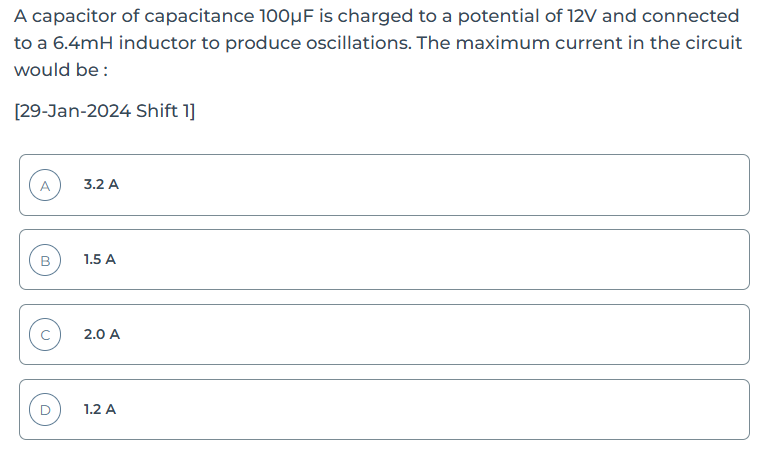 A capacitor of capacitance 100μF is charged to a potential of 12V and connected
to a 6.4mH inductor to produce oscillations. The maximum current in the circuit
would be :
[29-Jan-2024 Shift 1]
A 3.2 A
B 1.5 A
C 2.0 A
D 1.2 A